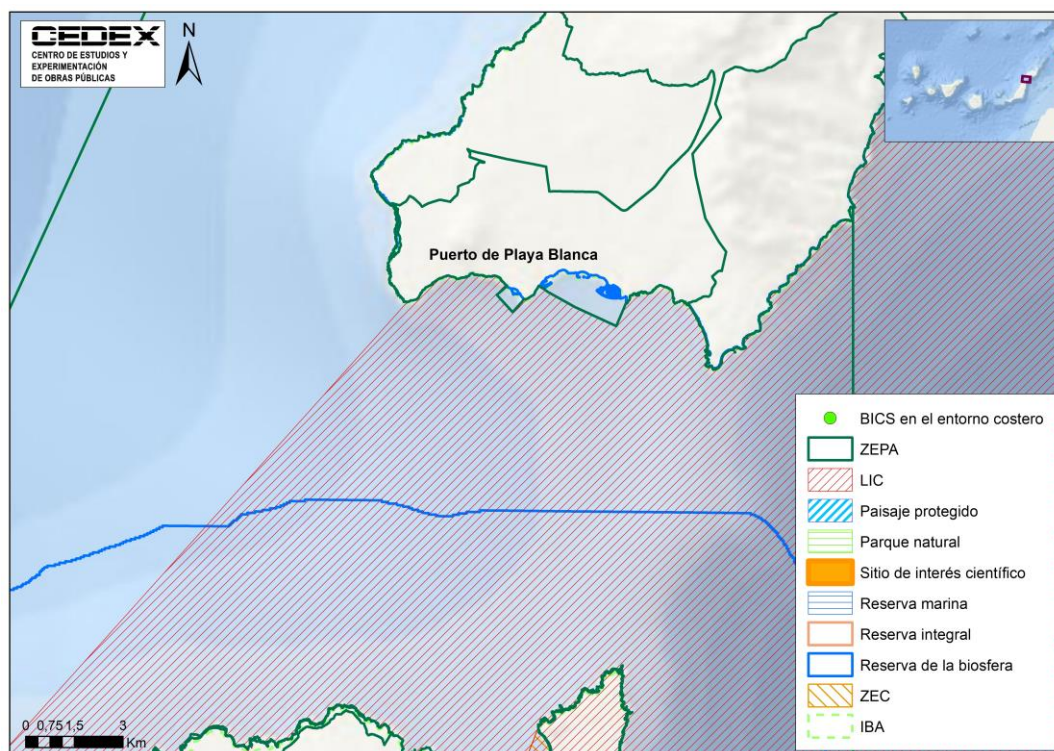 CEDEX
CENTRO DE ESTUDIOS Y
EXPERIMENTACIÓN
DE OBRAS PÚBLICAS
N
Puerto de Playa Blanca
BICS en el entorno costero
ZEPA
LIC
Paisaje protegido
Parque natural
Sitio de interés científico
Reserva marina
Reserva integral
Reserva de la biosfera
ZEC
IBA
0 0,75 1,5 3
Km